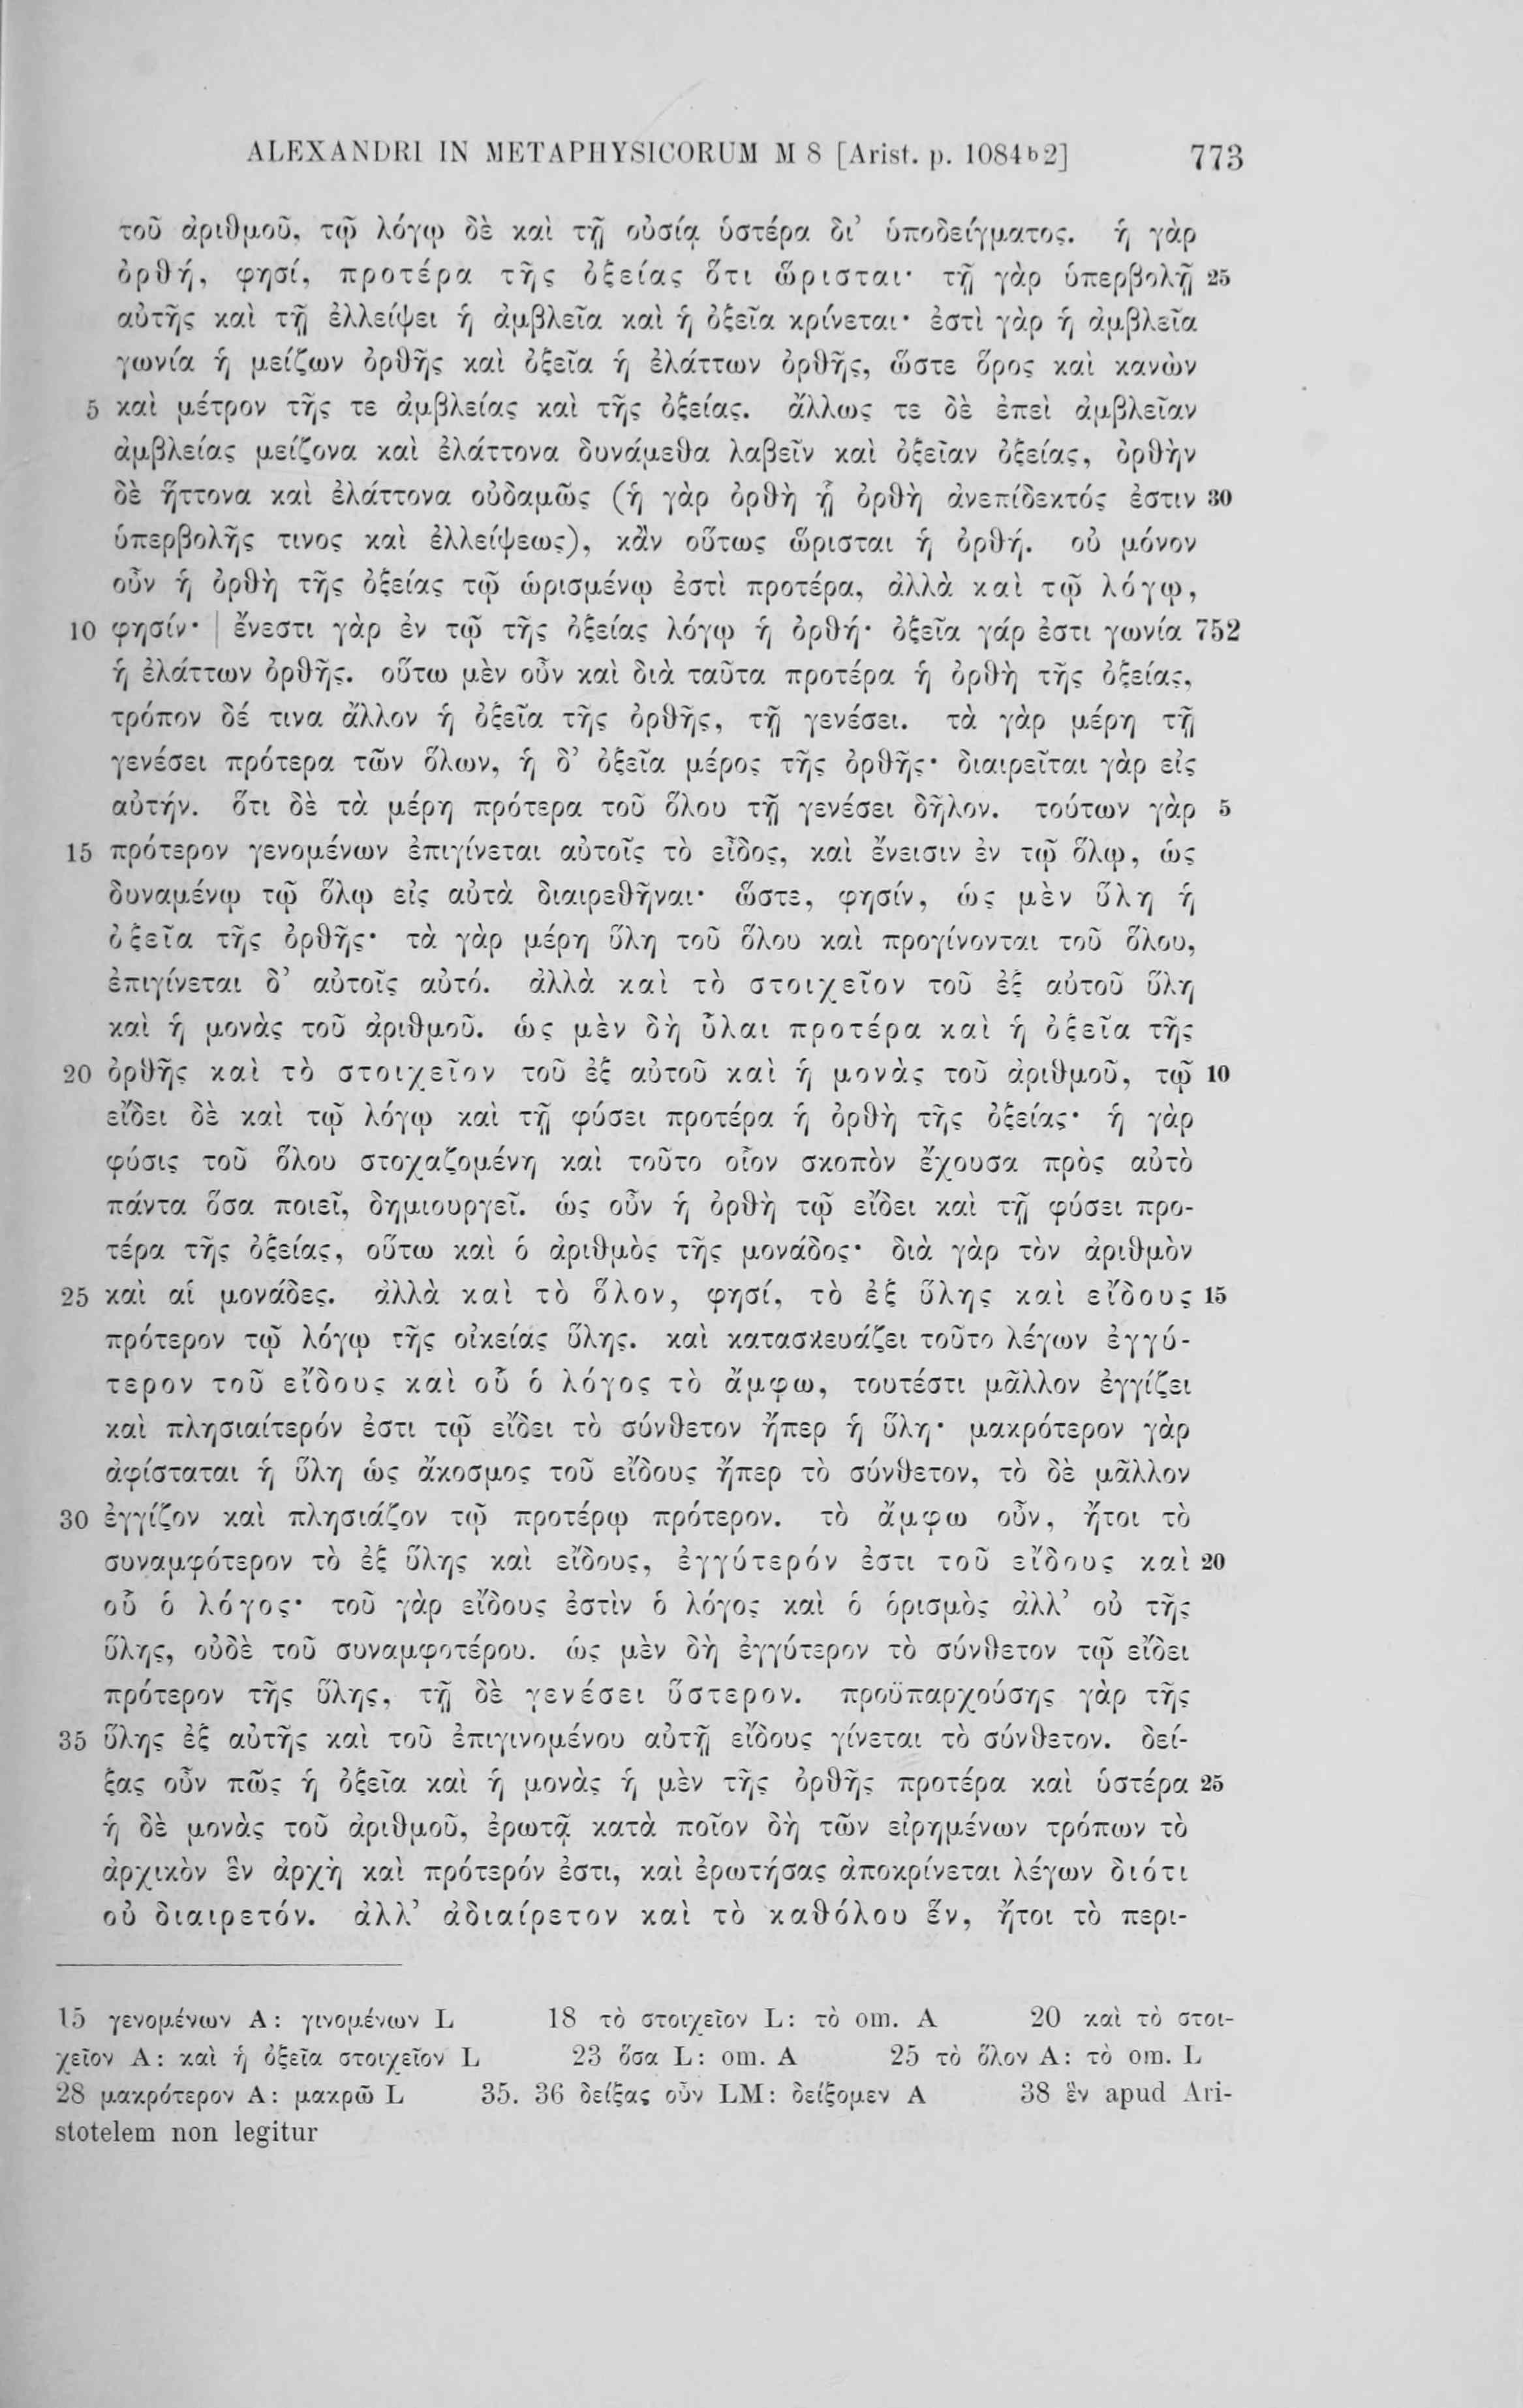 ALEXANDRI IN METAPHYSICORUM M 8 [Arist. p. 1084b2] 773
τοῦ ἀριθμοῦ, τῷ λόγῳ δὲ καὶ τῇ οὐσίᾳ ὑστέρα δι’ ὑποδείγματος. ἡ γὰρ
ὀρθή, φησί, προτέρα τῆς ὀξείας ὅτι ὥρισται· τῇ γὰρ ὑπερβολῇ 25
αὐτῆς καὶ τῇ ἐλλείψει ἡ ἀμβλεῖα καὶ ἡ ὀξεῖα κρίνεται· ἐστὶ γὰρ ἡ ἀμβλεῖα
γωνία ἡ μείζων ὀρθῆς καὶ ὀξεῖα ἡ ἐλάττων ὀρθῆς, ὥστε ὅρος καὶ κανὼν
5 καὶ μέτρον τῆς τε ἀμβλείας καὶ τῆς ὀξείας. ἄλλως τε δὲ ἐπεὶ ἀμβλεῖαν
ἀμβλείας μείζονα καὶ ἐλάττονα δυνάμεθα λαβεῖν καὶ ὀξεῖαν ὀξείας, ὀρθὴν
δὲ ἥττονα καὶ ἐλάττονα οὐδαμῶς (ἡ γὰρ ὀρθὴ ᾗ ὀρθὴ ἀνεπίδεκτός ἐστιν 30
ὑπερβολῆς τινος καὶ ἐλλείψεως), κἂν οὕτως ὥρισται ἡ ὀρθή. οὐ μόνον
οὖν ἡ ὀρθὴ τῆς ὀξείας τῷ ὡρισμένῳ ἐστὶ προτέρα, ἀλλὰ καὶ τῷ λόγῳ,
10 φησίν· | ἔνεστι γὰρ ἐν τῷ τῆς ὀξείας λόγῳ ἡ ὀρθή· ὀξεῖα γάρ ἐστι γωνία 752
ἡ ἐλάττων ὀρθῆς. οὕτω μὲν οὖν καὶ διὰ ταῦτα προτέρα ἡ ὀρθὴ τῆς ὀξείας,
τρόπον δέ τινα ἄλλον ἡ ὀξεῖα τῆς ὀρθῆς, τῇ γενέσει. τὰ γὰρ μέρη τῇ
γενέσει πρότερα τῶν ὅλων, ἡ δ’ ὀξεῖα μέρος τῆς ὀρθῆς· διαιρεῖται γὰρ εἰς
αὐτήν. ὅτι δὲ τὰ μέρη πρότερα τοῦ ὅλου τῇ γενέσει δῆλον. τούτων γὰρ 5
15 πρότερον γενομένων ἐπιγίνεται αὐτοῖς τὸ εἶδος, καὶ ἔνεισιν ἐν τῷ ὅλῳ, ὡς
δυναμένῳ τῷ ὅλῳ εἰς αὐτὰ διαιρεθῆναι· ὥστε, φησίν, ὡς μὲν ὕλη ἡ
ὀξεῖα τῆς ὀρθῆς· τὰ γὰρ μέρη ὕλη τοῦ ὅλου καὶ προγίνονται τοῦ ὅλου,
ἐπιγίνεται δ’ αὐτοῖς αὐτό. ἀλλὰ καὶ τὸ στοιχεῖον τοῦ ἐξ αὐτοῦ ὕλη
καὶ ἡ μονὰς τοῦ ἀριθμοῦ. ὡς μὲν δὴ ὗλαι προτέρα καὶ ἡ ὀξεῖα τῆς
20 ὀρθῆς καὶ τὸ στοιχεῖον τοῦ ἐξ αὐτοῦ καὶ ἡ μονὰς τοῦ ἀριθμοῦ, τῷ 10
εἴδει δὲ καὶ τῷ λόγῳ καὶ τῇ φύσει προτέρα ἡ ὀρθὴ τῆς ὀξείας· ἡ γὰρ
φύσις τοῦ ὅλου στοχαζομένη καὶ τοῦτο οἷον σκοπὸν ἔχουσα πρὸς αὐτὸ
πάντα ὅσα ποιεῖ, δημιουργεῖ. ὡς οὖν ἡ ὀρθὴ τῷ εἴδει καὶ τῇ φύσει προ-
τέρα τῆς ὀξείας, οὕτω καὶ ὁ ἀριθμὸς τῆς μονάδος· διὰ γὰρ τὸν ἀριθμὸν
25 καὶ αἱ μονάδες. ἀλλὰ καὶ τὸ ὅλον, φησί, τὸ ἐξ ὕλης καὶ εἴδους 15
πρότερον τῷ λόγῳ τῆς οἰκείας ὕλης. καὶ κατασκευάζει τοῦτο λέγων ἐγγύ-
τερον τοῦ εἴδους καὶ οὗ ὁ λόγος τὸ ἄμφω, τουτέστι μᾶλλον ἐγγίζει
καὶ πλησιαίτερόν ἐστι τῷ εἴδει τὸ σύνθετον ἤπερ ἡ ὕλη· μακρότερον γὰρ
ἀφίσταται ἡ ὕλη ὡς ἄκοσμος τοῦ εἴδους ἤπερ τὸ σύνθετον, τὸ δὲ μᾶλλον
30 ἐγγίζον καὶ πλησιάζον τῷ προτέρῳ πρότερον. τὸ ἄμφω οὖν, ἤτοι τὸ
συναμφότερον τὸ ἐξ ὕλης καὶ εἴδους, ἐγγύτερόν ἐστι τοῦ εἴδους καὶ 20
οὗ ὁ λόγος· τοῦ γὰρ εἴδους ἐστὶν ὁ λόγος καὶ ὁ ὁρισμὸς ἀλλ’ οὐ τῆς
ὕλης, οὐδὲ τοῦ συναμφοτέρου. ὡς μὲν δὴ ἐγγύτερον τὸ σύνθετον τῷ εἴδει
πρότερον τῆς ὕλης, τῇ δὲ γενέσει ὕστερον. προϋπαρχούσης γὰρ τῆς
35 ὕλης ἐξ αὐτῆς καὶ τοῦ ἐπιγινομένου αὐτῇ εἴδους γίνεται τὸ σύνθετον. δεί-
ξας οὖν πῶς ἡ ὀξεῖα καὶ ἡ μονὰς ἡ μὲν τῆς ὀρθῆς προτέρα καὶ ὑστέρα 25
ἡ δὲ μονὰς τοῦ ἀριθμοῦ, ἐρωτᾷ κατὰ ποῖον δὴ τῶν εἰρημένων τρόπων τὸ
ἀρχικὸν ἓν ἀρχὴ καὶ πρότερόν ἐστι, καὶ ἐρωτήσας ἀποκρίνεται λέγων διότι
οὐ διαιρετόν. ἀλλ’ ἀδιαίρετον καὶ τὸ καθόλου ἕν, ἤτοι τὸ περι-
15 γενομένων A: γινομένων L 18 τὸ στοιχεῖον L: τὸ om. A 20 καὶ τὸ στοι-
χεῖον A: καὶ ἡ ὀξεῖα στοιχεῖον L 23 ὅσα L: om. A 25 τὸ ὅλον A: τὸ om. L
28 μακρότερον A: μακρῶ L 35. 36 δείξας οὖν LM: δείξομεν A 38 ἓν apud Ari-
stotelem non legitur